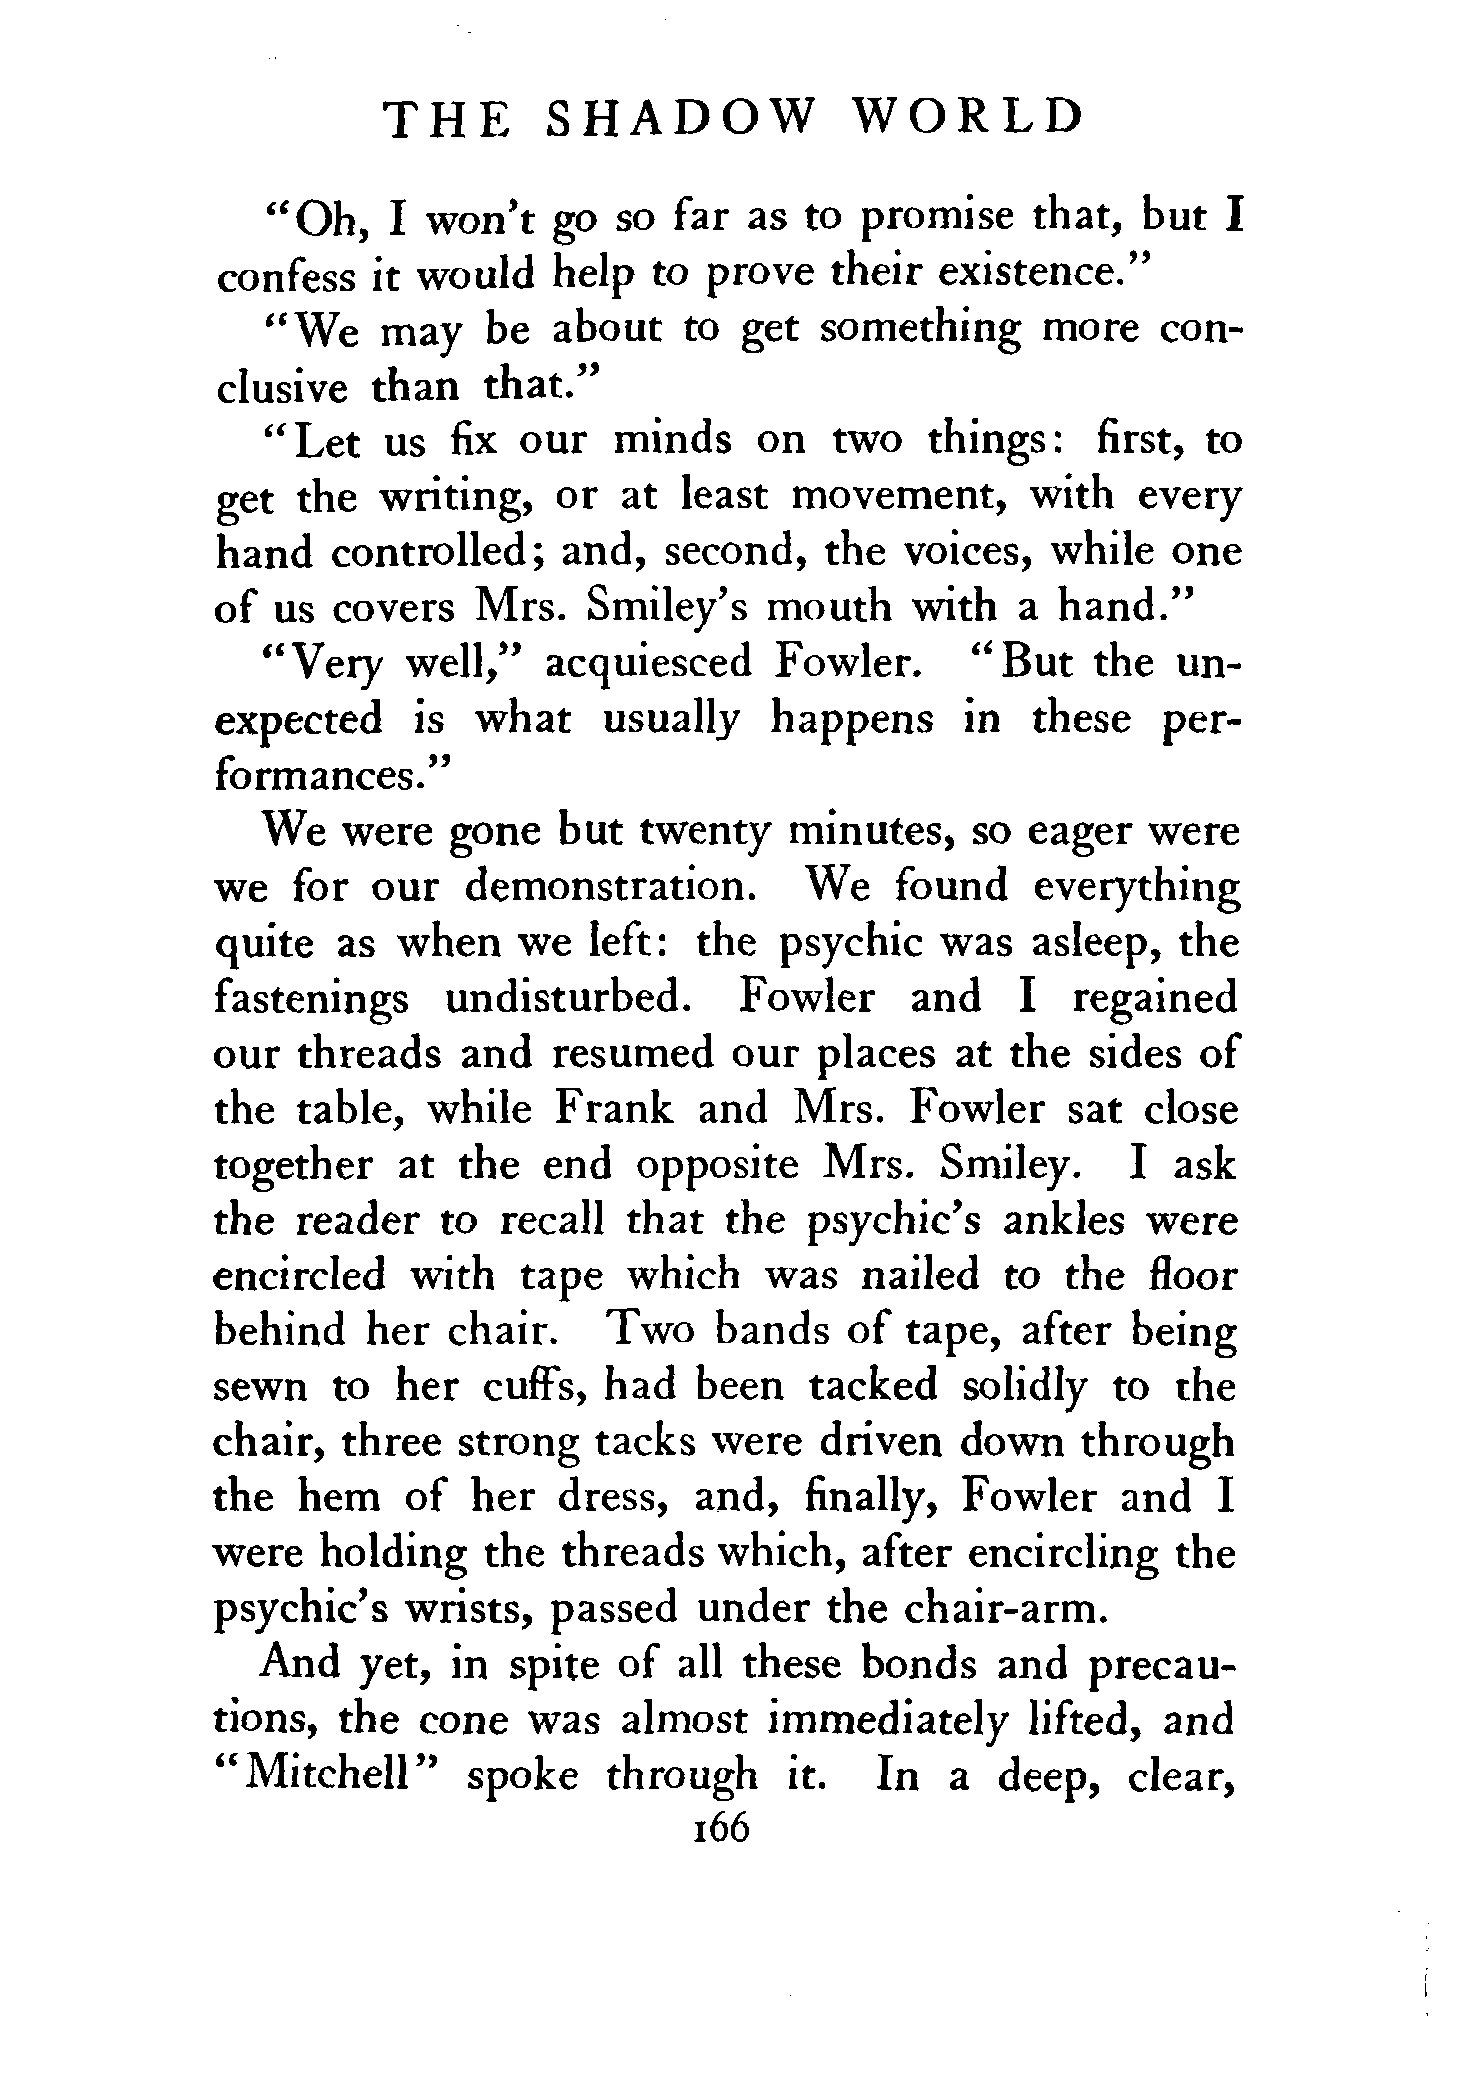 THE SHADOW WORLD
"Oh, I won't go so far as to promise that, but I
confess it would help to prove their existence."
"We may be about to get something more con-
clusive than that."
"Let us fix our minds on two things: first, to
get the writing, or at least movement, with every
hand controlled; and, second, the voices, while one
of us covers Mrs. Smiley's mouth with a hand."
"Very well," acquiesced Fowler. "But the un-
expected is what usually happens in these per-
formances."
We were gone but twenty minutes, so eager were
we for our demonstration. We found everything
quite as when we left: the psychic was asleep, the
fastenings undisturbed. Fowler and I regained
our threads and resumed our places at the sides of
the table, while Frank and Mrs. Fowler sat close
together at the end opposite Mrs. Smiley. I ask
the reader to recall that the psychic's ankles were
encircled with tape which was nailed to the floor
behind her chair. Two bands of tape, after being
sewn to her cuffs, had been tacked solidly to the
chair, three strong tacks were driven down through
the hem of her dress, and, finally, Fowler and I
were holding the threads which, after encircling the
psychic's wrists, passed under the chair-arm.
And yet, in spite of all these bonds and precau-
tions, the cone was almost immediately lifted, and
"Mitchell" spoke through it. In a deep, clear,
166